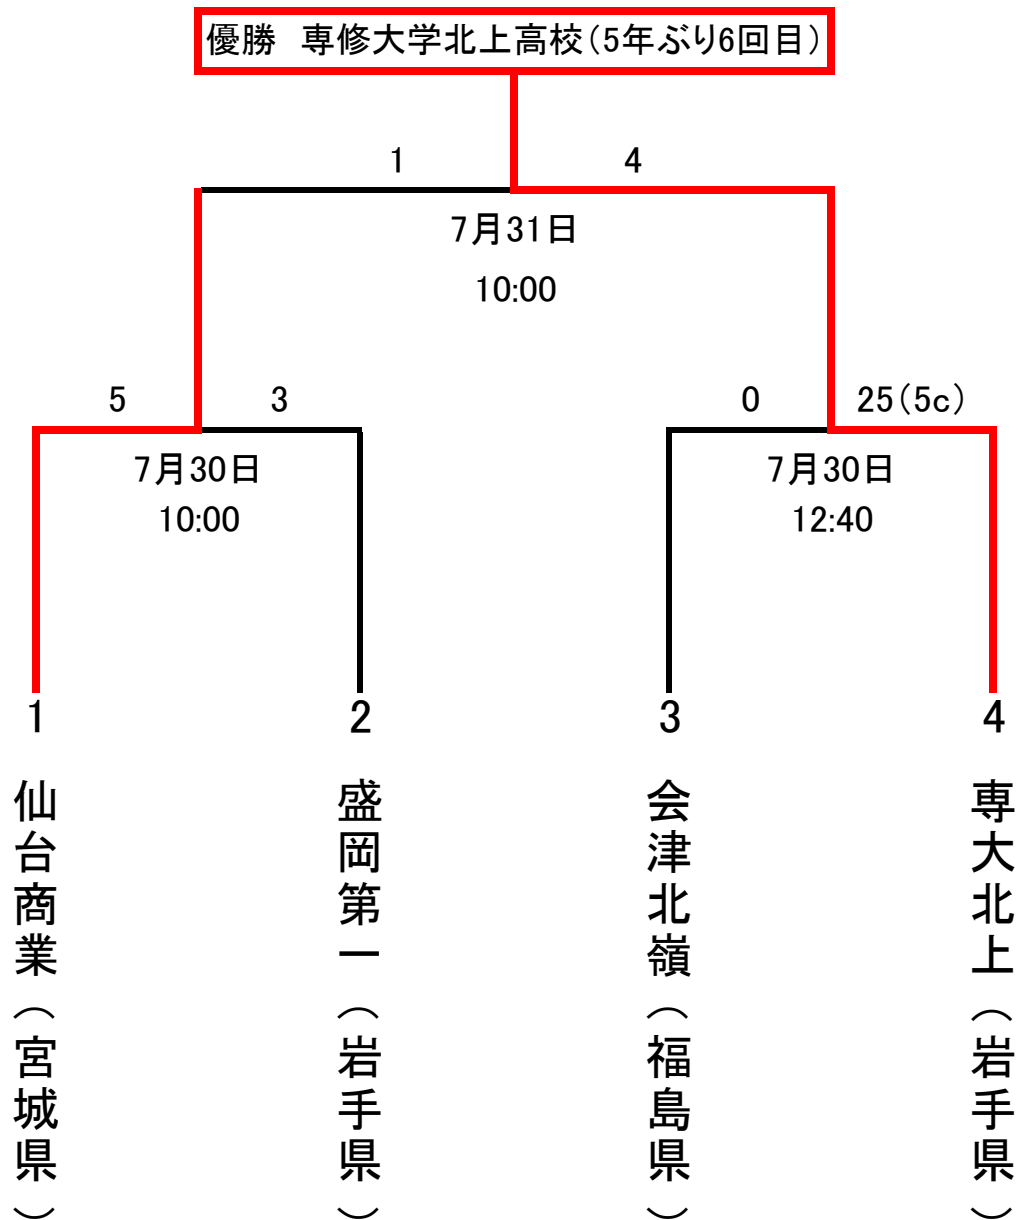 優勝　専修大学北上高校（5年ぶり6回目）
1
4
7月31日
10:00
5
3
0
25（5c）
7月30日
10:00
7月30日
12:40
1
2
3
4
仙台商業（宮城県）
盛岡第一（岩手県）
会津北嶺（福島県）
専大北上（岩手県）